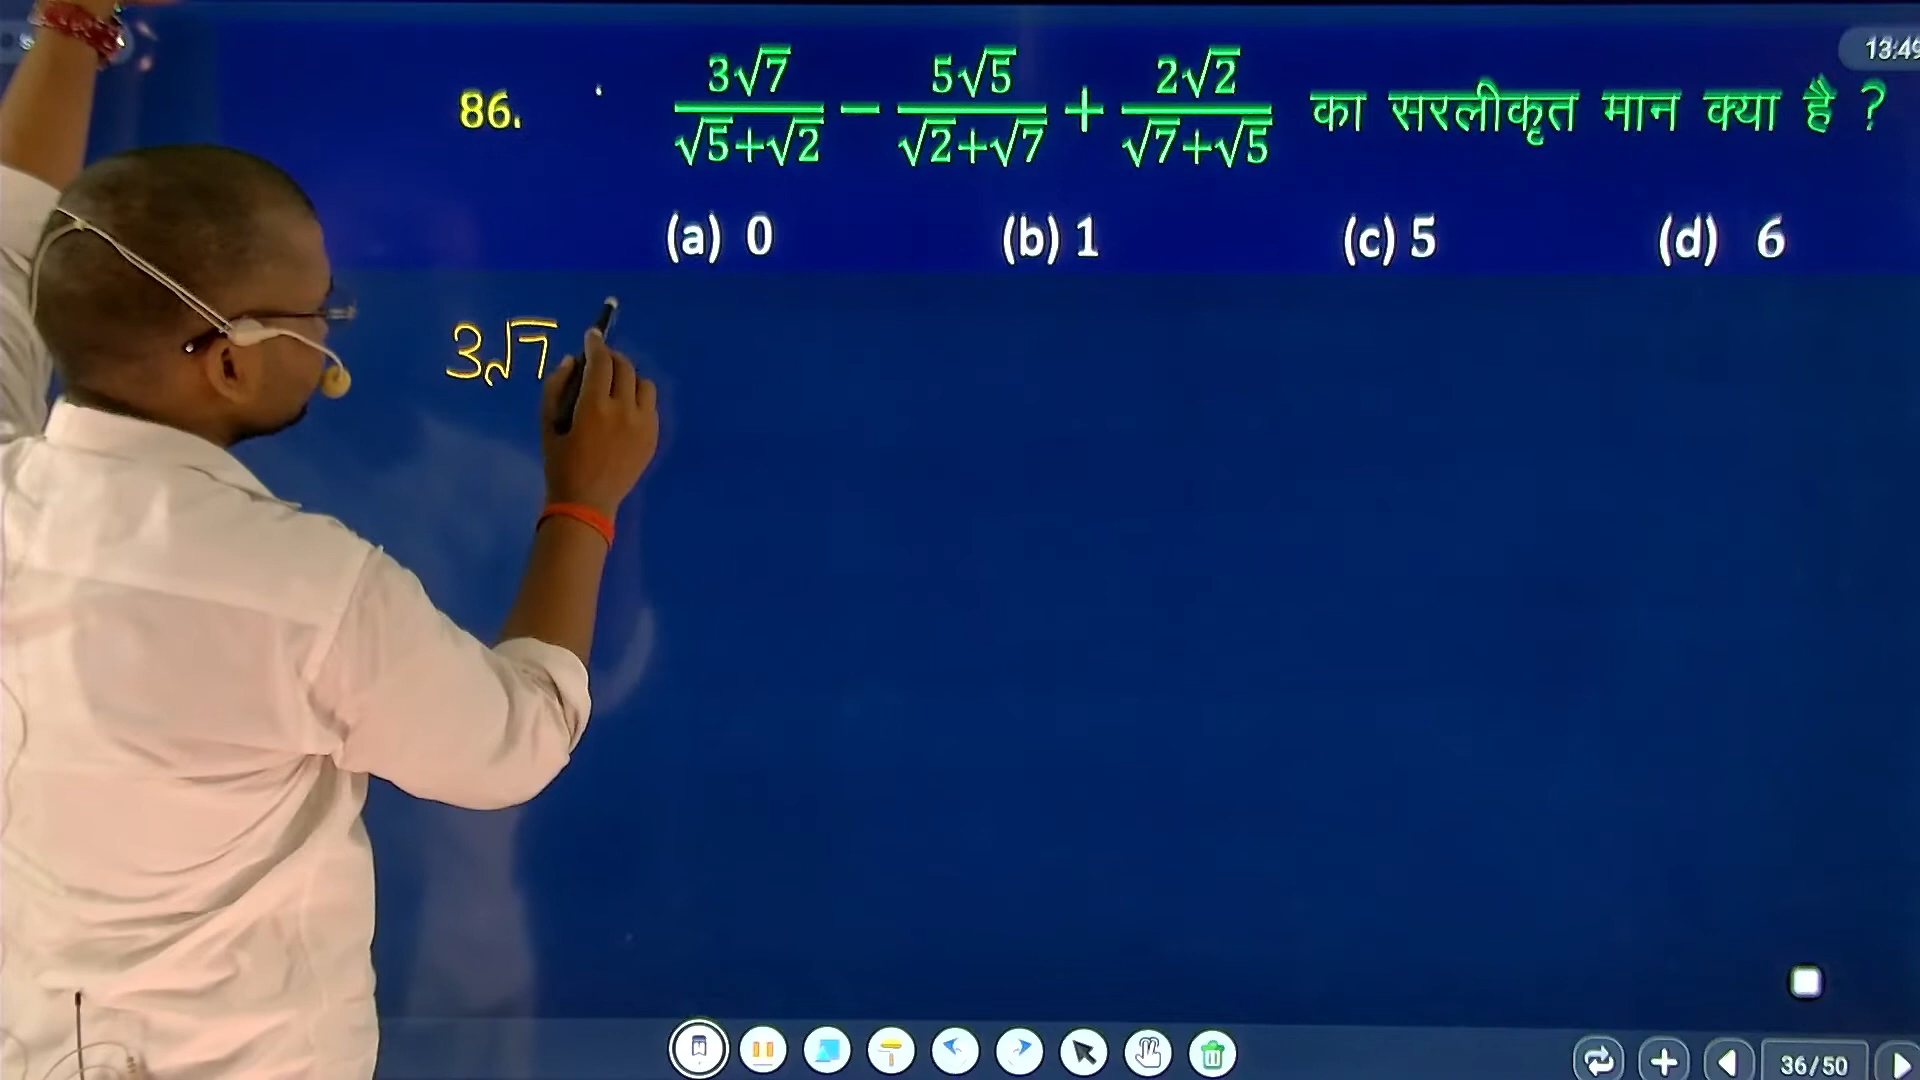 13:49
86. 3√7/√5+√2 − 5√5/√2+√7 + 2√2/√7+√5 का सरलीकृत मान क्या है ?
(a) 0 (b) 1 (c) 5 (d) 6
3√7
36/50